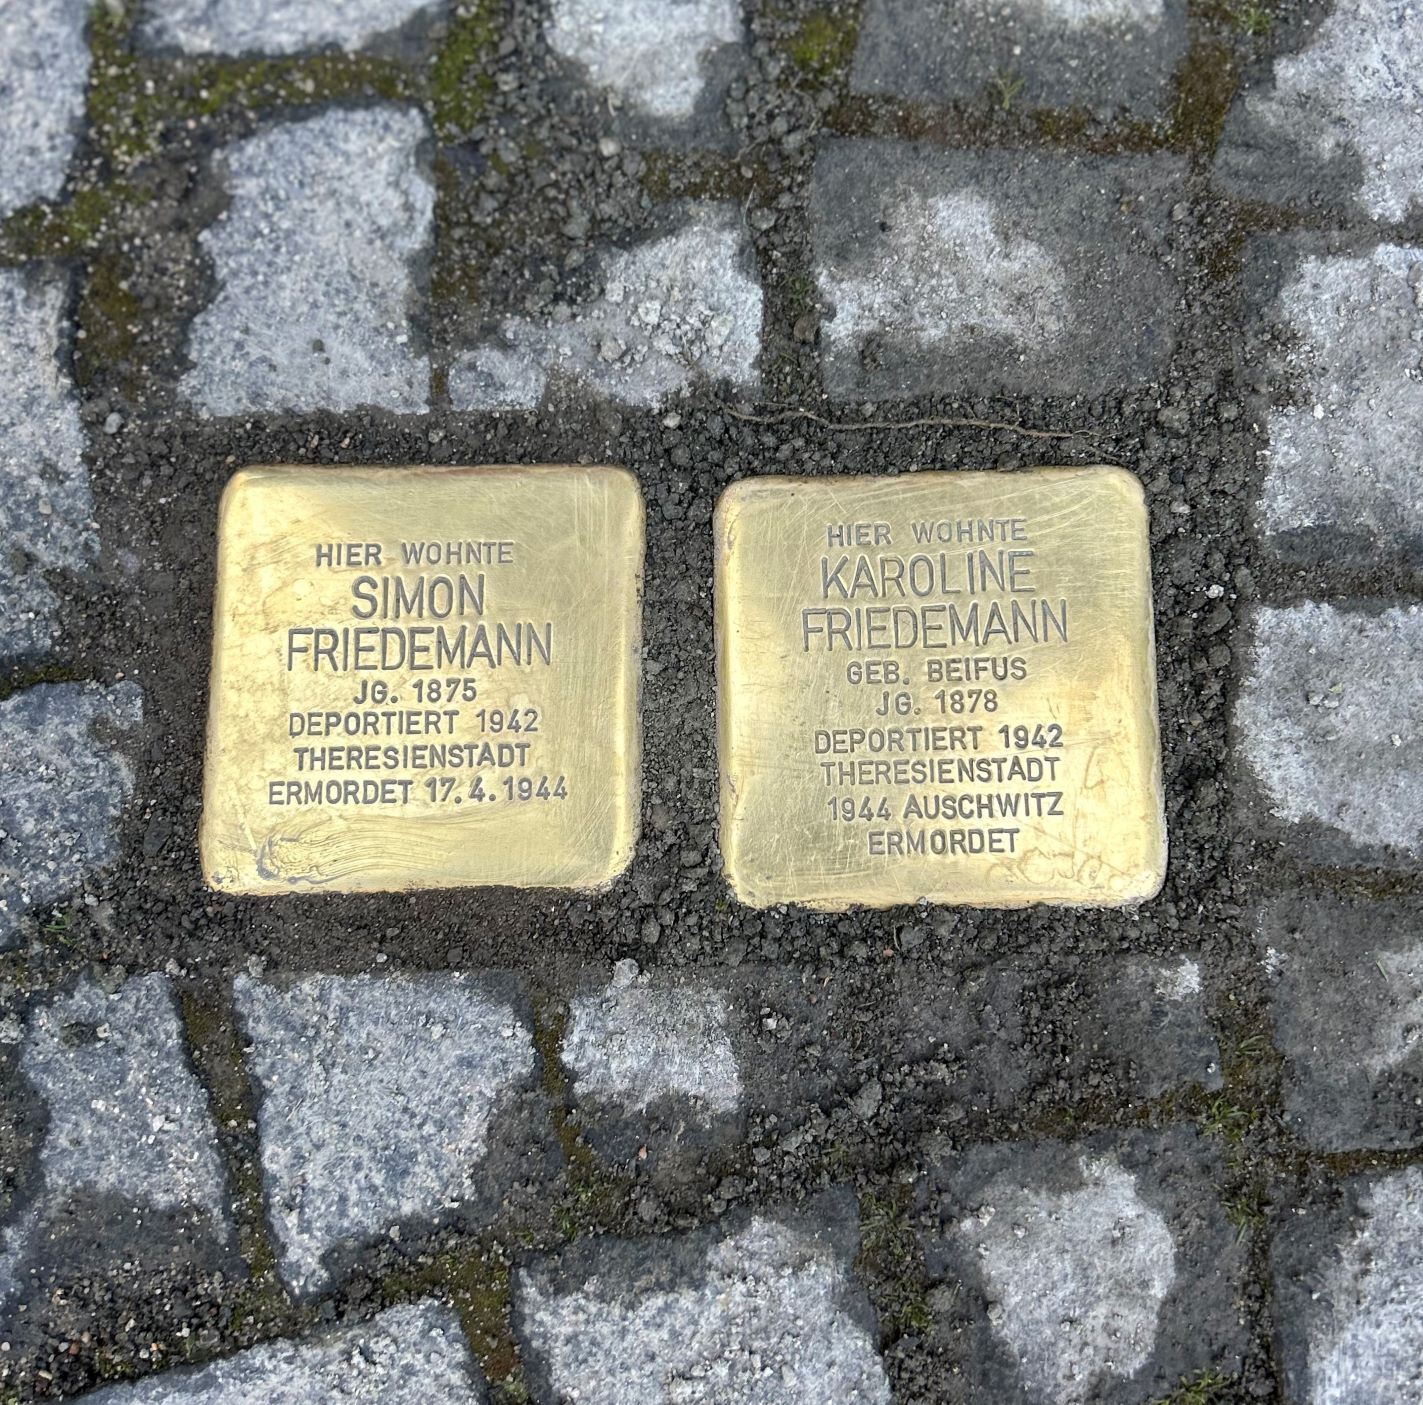 HIER WOHNTE
SIMON
FRIEDEMANN
JG. 1875
DEPORTIERT 1942
THERESIENSTADT
ERMORDET 17.4.1944
HIER WOHNTE
KAROLINE
FRIEDEMANN
GEB. BEIFUS
JG. 1878
DEPORTIERT 1942
THERESIENSTADT
1944 AUSCHWITZ
ERMORDET